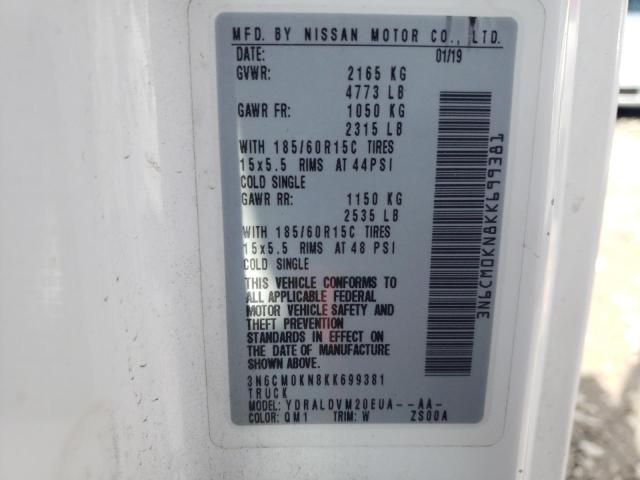 MFD. BY NISSAN MOTOR CO., LTD.
DATE: 01/19
GVWR: 2165 KG
4773 LB
GAWR FR: 1050 KG
2315 LB
WITH 185/60R15C TIRES
15x5.5 RIMS AT 44PSI
COLD SINGLE
GAWR RR: 1150 KG
2535 LB
WITH 185/60R15C TIRES
15x5.5 RIMS AT 48 PSI
COLD SINGLE
THIS VEHICLE CONFORMS TO
ALL APPLICABLE FEDERAL
MOTOR VEHICLE SAFETY AND
THEFT PREVENTION
STANDARDS IN EFFECT ON
THE DATE OF MANUFACTURE
SHOWN ABOVE.
3N6CM0KN8KK699381
TRUCK
MODEL: YDRALDVM20EUA--AA-
COLOR: QM1 TRIM: W ZS00A
3N6CM0KN8KK699381